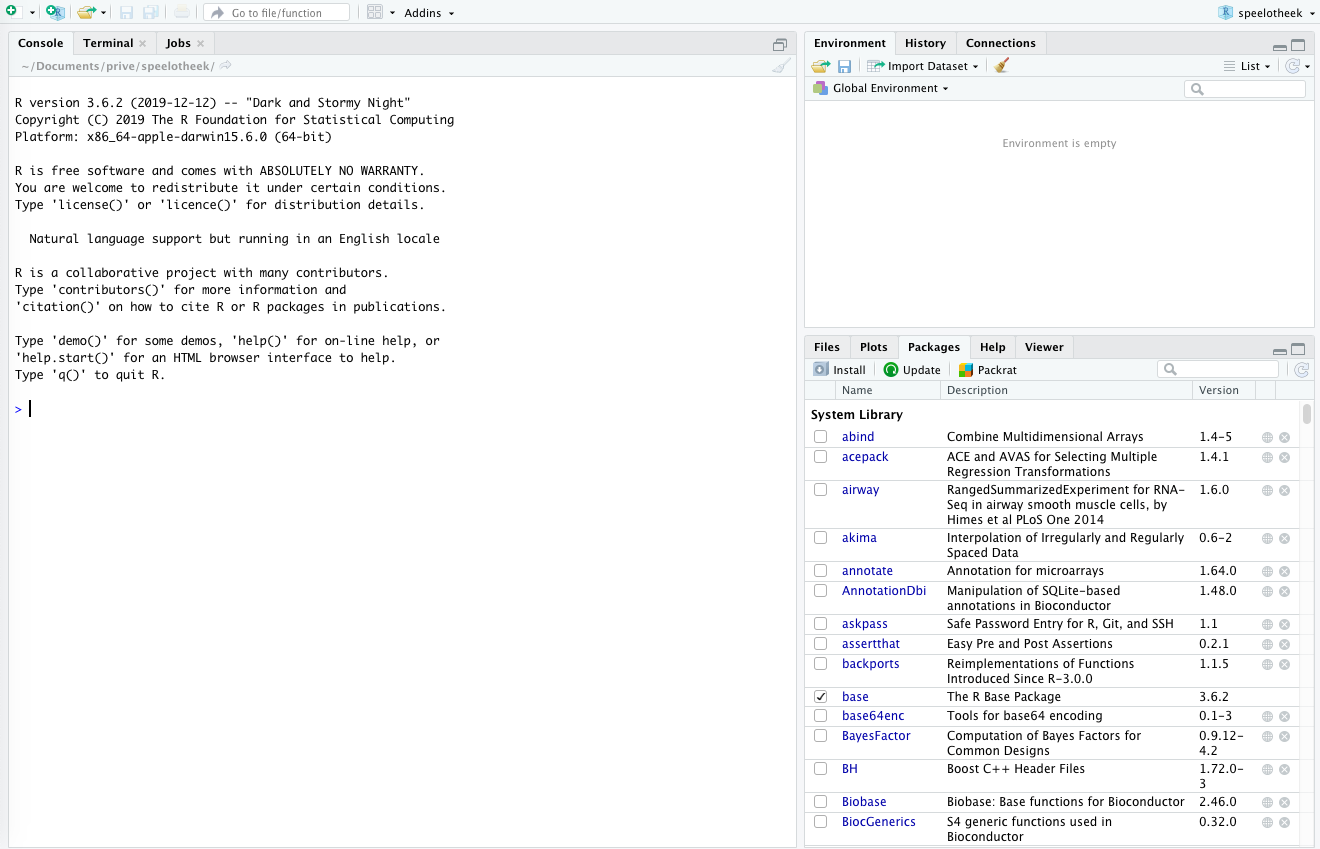 Go to file/function
Addins
speelotheek
Console
Terminal
Jobs
~/Documents/prive/speelotheek/
R version 3.6.2 (2019-12-12) -- "Dark and Stormy Night"
Copyright (C) 2019 The R Foundation for Statistical Computing
Platform: x86_64-apple-darwin15.6.0 (64-bit)
R is free software and comes with ABSOLUTELY NO WARRANTY.
You are welcome to redistribute it under certain conditions.
Type 'license()' or 'licence()' for distribution details.
Natural language support but running in an English locale
R is a collaborative project with many contributors.
Type 'contributors()' for more information and
'citation()' on how to cite R or R packages in publications.
Type 'demo()' for some demos, 'help()' for on-line help, or
'help.start()' for an HTML browser interface to help.
Type 'q()' to quit R.
>
Environment
History
Connections
Import Dataset
List
Global Environment
Environment is empty
Files
Plots
Packages
Help
Viewer
Install
Update
Packrat
Name Description Version
System Library
abind Combine Multidimensional Arrays 1.4-5
acepack ACE and AVAS for Selecting Multiple 1.4.1
Regression Transformations
airway RangedSummarizedExperiment for RNA- 1.6.0
Seq in airway smooth muscle cells, by
Himes et al PLoS One 2014
akima Interpolation of Irregularly and Regularly 0.6-2
Spaced Data
annotate Annotation for microarrays 1.64.0
AnnotationDbi Manipulation of SQLite-based 1.48.0
annotations in Bioconductor
askpass Safe Password Entry for R, Git, and SSH 1.1
assertthat Easy Pre and Post Assertions 0.2.1
backports Reimplementations of Functions 1.1.5
Introduced Since R-3.0.0
base The R Base Package 3.6.2
base64enc Tools for base64 encoding 0.1-3
BayesFactor Computation of Bayes Factors for 0.9.12-
Common Designs 4.2
BH Boost C++ Header Files 1.72.0-
3
Biobase Biobase: Base functions for Bioconductor 2.46.0
BiocGenerics S4 generic functions used in 0.32.0
Bioconductor